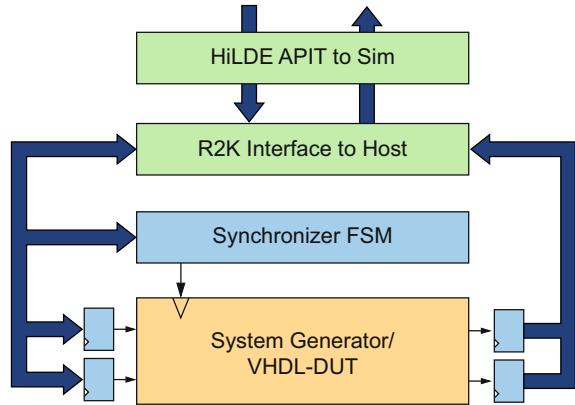 HiLDE APIT to Sim
R2K Interface to Host
Synchronizer FSM
System Generator/
VHDL-DUT